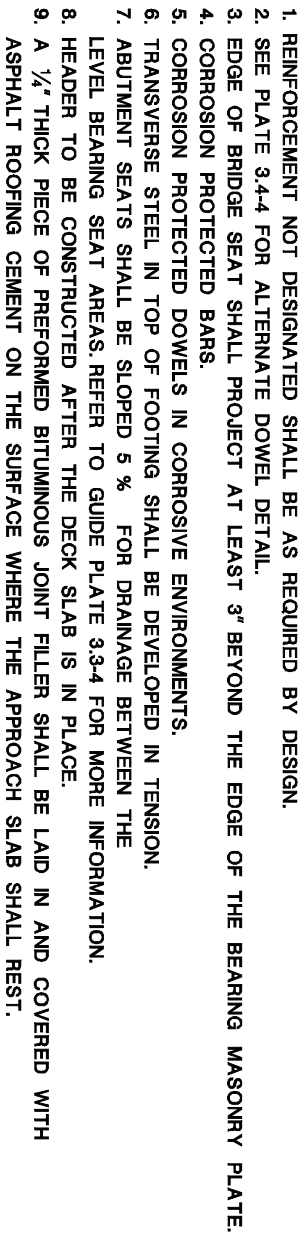 1. REINFORCEMENT NOT DESIGNATED SHALL BE AS REQUIRED BY DESIGN.
2. SEE PLATE 3.4-4 FOR ALTERNATE DOWEL DETAIL.
3. EDGE OF BRIDGE SEAT SHALL PROJECT AT LEAST 3" BEYOND THE EDGE OF THE BEARING MASONRY PLATE.
4. CORROSION PROTECTED BARS.
5. CORROSION PROTECTED DOWELS IN CORROSIVE ENVIRONMENTS.
6. TRANSVERSE STEEL IN TOP OF FOOTING SHALL BE DEVELOPED IN TENSION.
7. ABUTMENT SEATS SHALL BE SLOPED 5 % FOR DRAINAGE BETWEEN THE
LEVEL BEARING SEAT AREAS. REFER TO GUIDE PLATE 3.3-4 FOR MORE INFORMATION.
8. HEADER TO BE CONSTRUCTED AFTER THE DECK SLAB IS IN PLACE.
9. A ¼" THICK PIECE OF PREFORMED BITUMINOUS JOINT FILLER SHALL BE LAID IN AND COVERED WITH
ASPHALT ROOFING CEMENT ON THE SURFACE WHERE THE APPROACH SLAB SHALL REST.